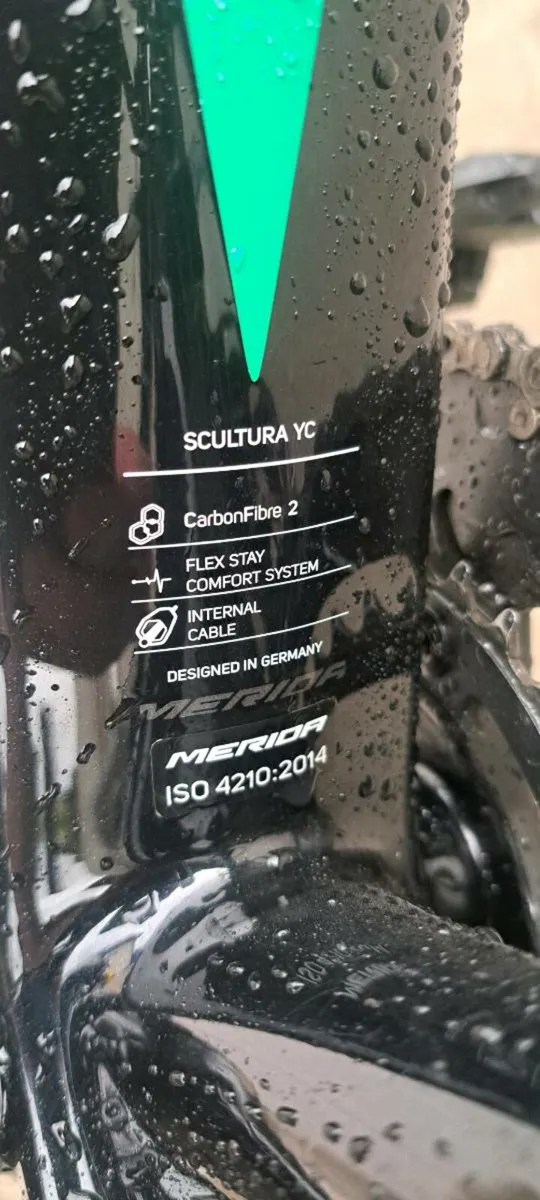 SCULTURA YC
CarbonFibre 2
FLEX STAY
COMFORT SYSTEM
INTERNAL
CABLE
DESIGNED IN GERMANY
MERIDA
MERIDA
ISO 4210:2014